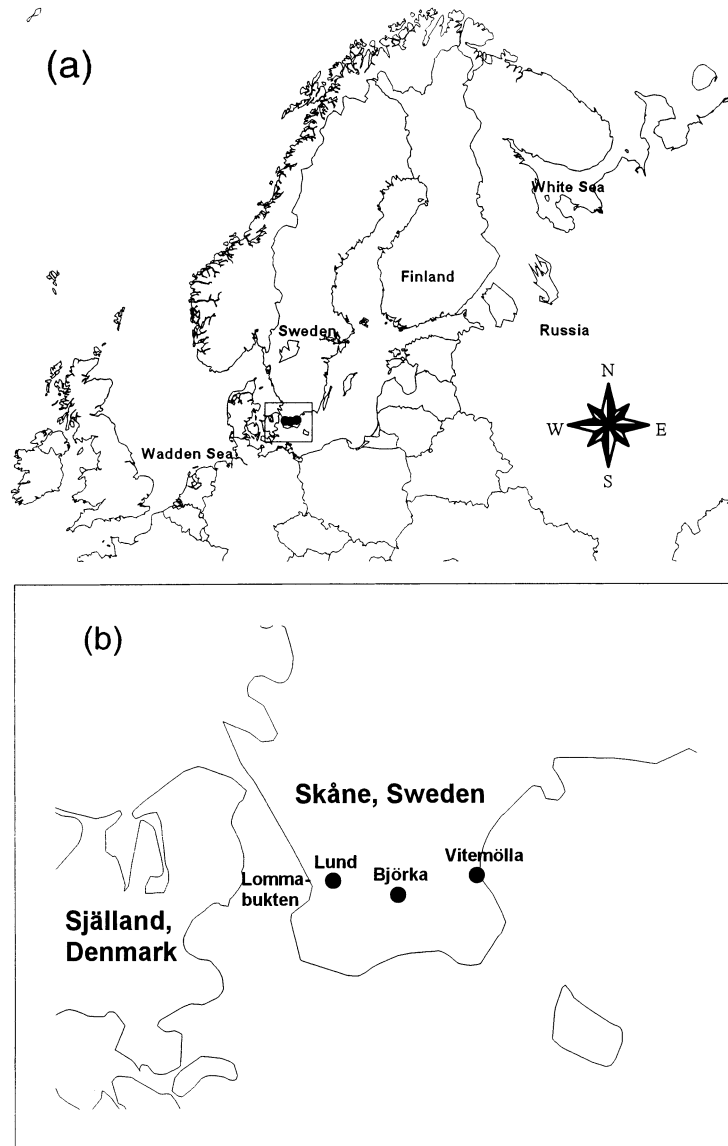 (a)
White Sea
Finland
Sweden
Russia
N
W
E
S
Wadden Sea
(b)
Skåne, Sweden
Vitemölla
Lund
Björka
Lomma-
bukten
Själland,
Denmark